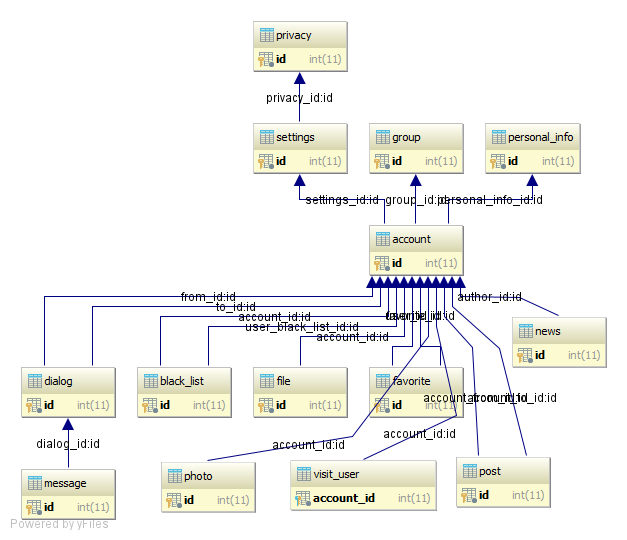 privacy
id int(11)
privacy_id:id
settings
id int(11)
group
id int(11)
personal_info
id int(11)
settings_id:id
group_id:id
personal_info_id:id
account
id int(11)
from_id:id
to_id:id
account_id:id
user_black_list_id:id
account_id:id
author_id:id
news
id int(11)
dialog
id int(11)
black_list
id int(11)
file
id int(11)
favorite
id int(11)
dialog_id:id
account_id:id
account_id:id
message
id int(11)
photo
id int(11)
visit_user
account_id int(11)
post
id int(11)
Powered by yFiles